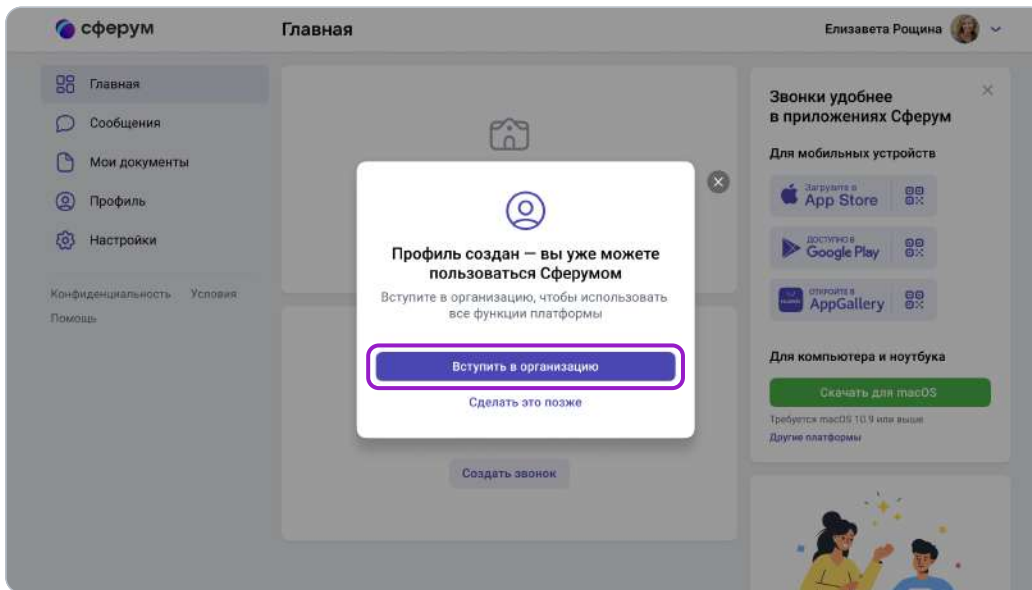 сферум
Главная
Елизавета Рощина
Главная
Сообщения
Мои документы
Профиль
Настройки
Конфиденциальность Условия
Помощь
Профиль создан — вы уже можете
пользоваться Сферумом
Вступите в организацию, чтобы использовать
все функции платформы
Вступить в организацию
Сделать это позже
Создать звонок
Звонки удобнее
в приложениях Сферум
Для мобильных устройств
Загрузите в
App Store
ДОСТУПНО В
Google Play
ОТКРОЙТЕ В
AppGallery
Для компьютера и ноутбука
Скачать для macOS
Требуется macOS 10.9 или выше
Другие платформы